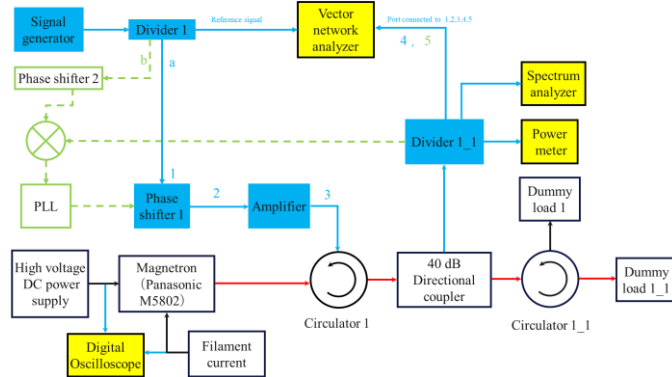 Signal
generator
Divider 1
Reference signal
Vector
network
analyzer
Port connected to 1,2,3,4,5
4 , 5
b
a
Phase shifter 2
Spectrum
analyzer
Divider 1_1
Power
meter
PLL
1
Phase
shifter 1
2
Amplifier
3
Dummy
load 1
High voltage
DC power
supply
Magnetron
(Panasonic
M5802)
40 dB
Directional
coupler
Dummy
load 1_1
Circulator 1
Circulator 1_1
Digital
Oscilloscope
Filament
current